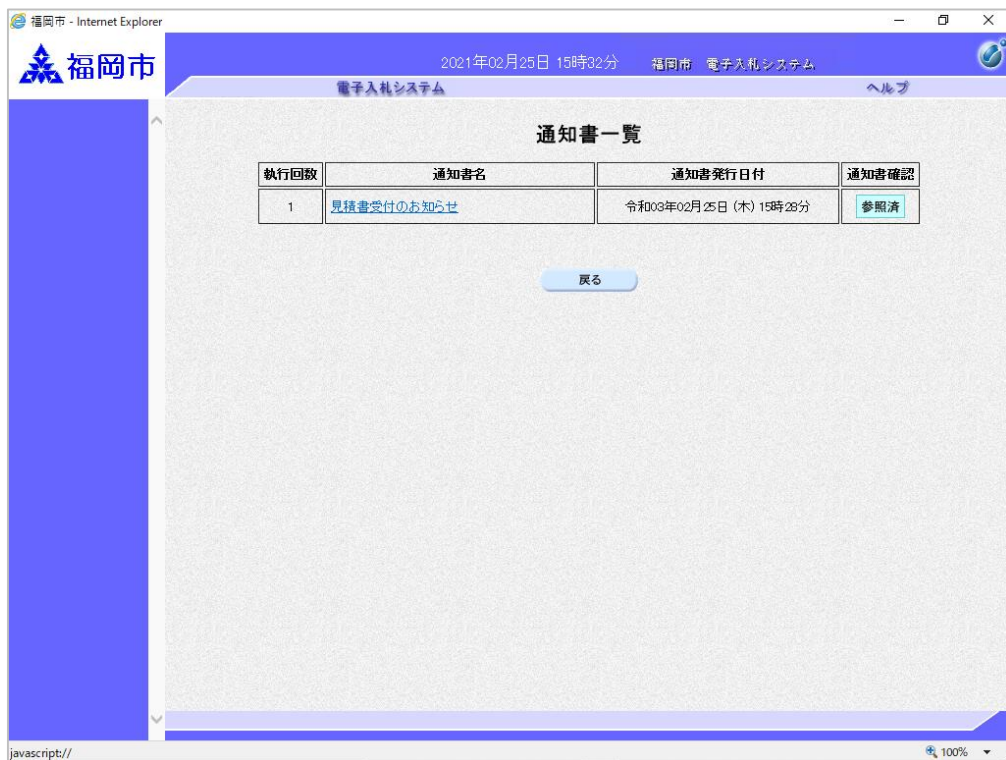 福岡市 - Internet Explorer
福岡市
2021年02月25日 15時32分 福岡市 電子入札システム
電子入札システム ヘルプ
通知書一覧
執行回数 通知書名 通知書発行日付 通知書確認
1 見積書受付のお知らせ 令和03年02月25日 (木) 15時28分 参照済
戻る
javascript:// 100%